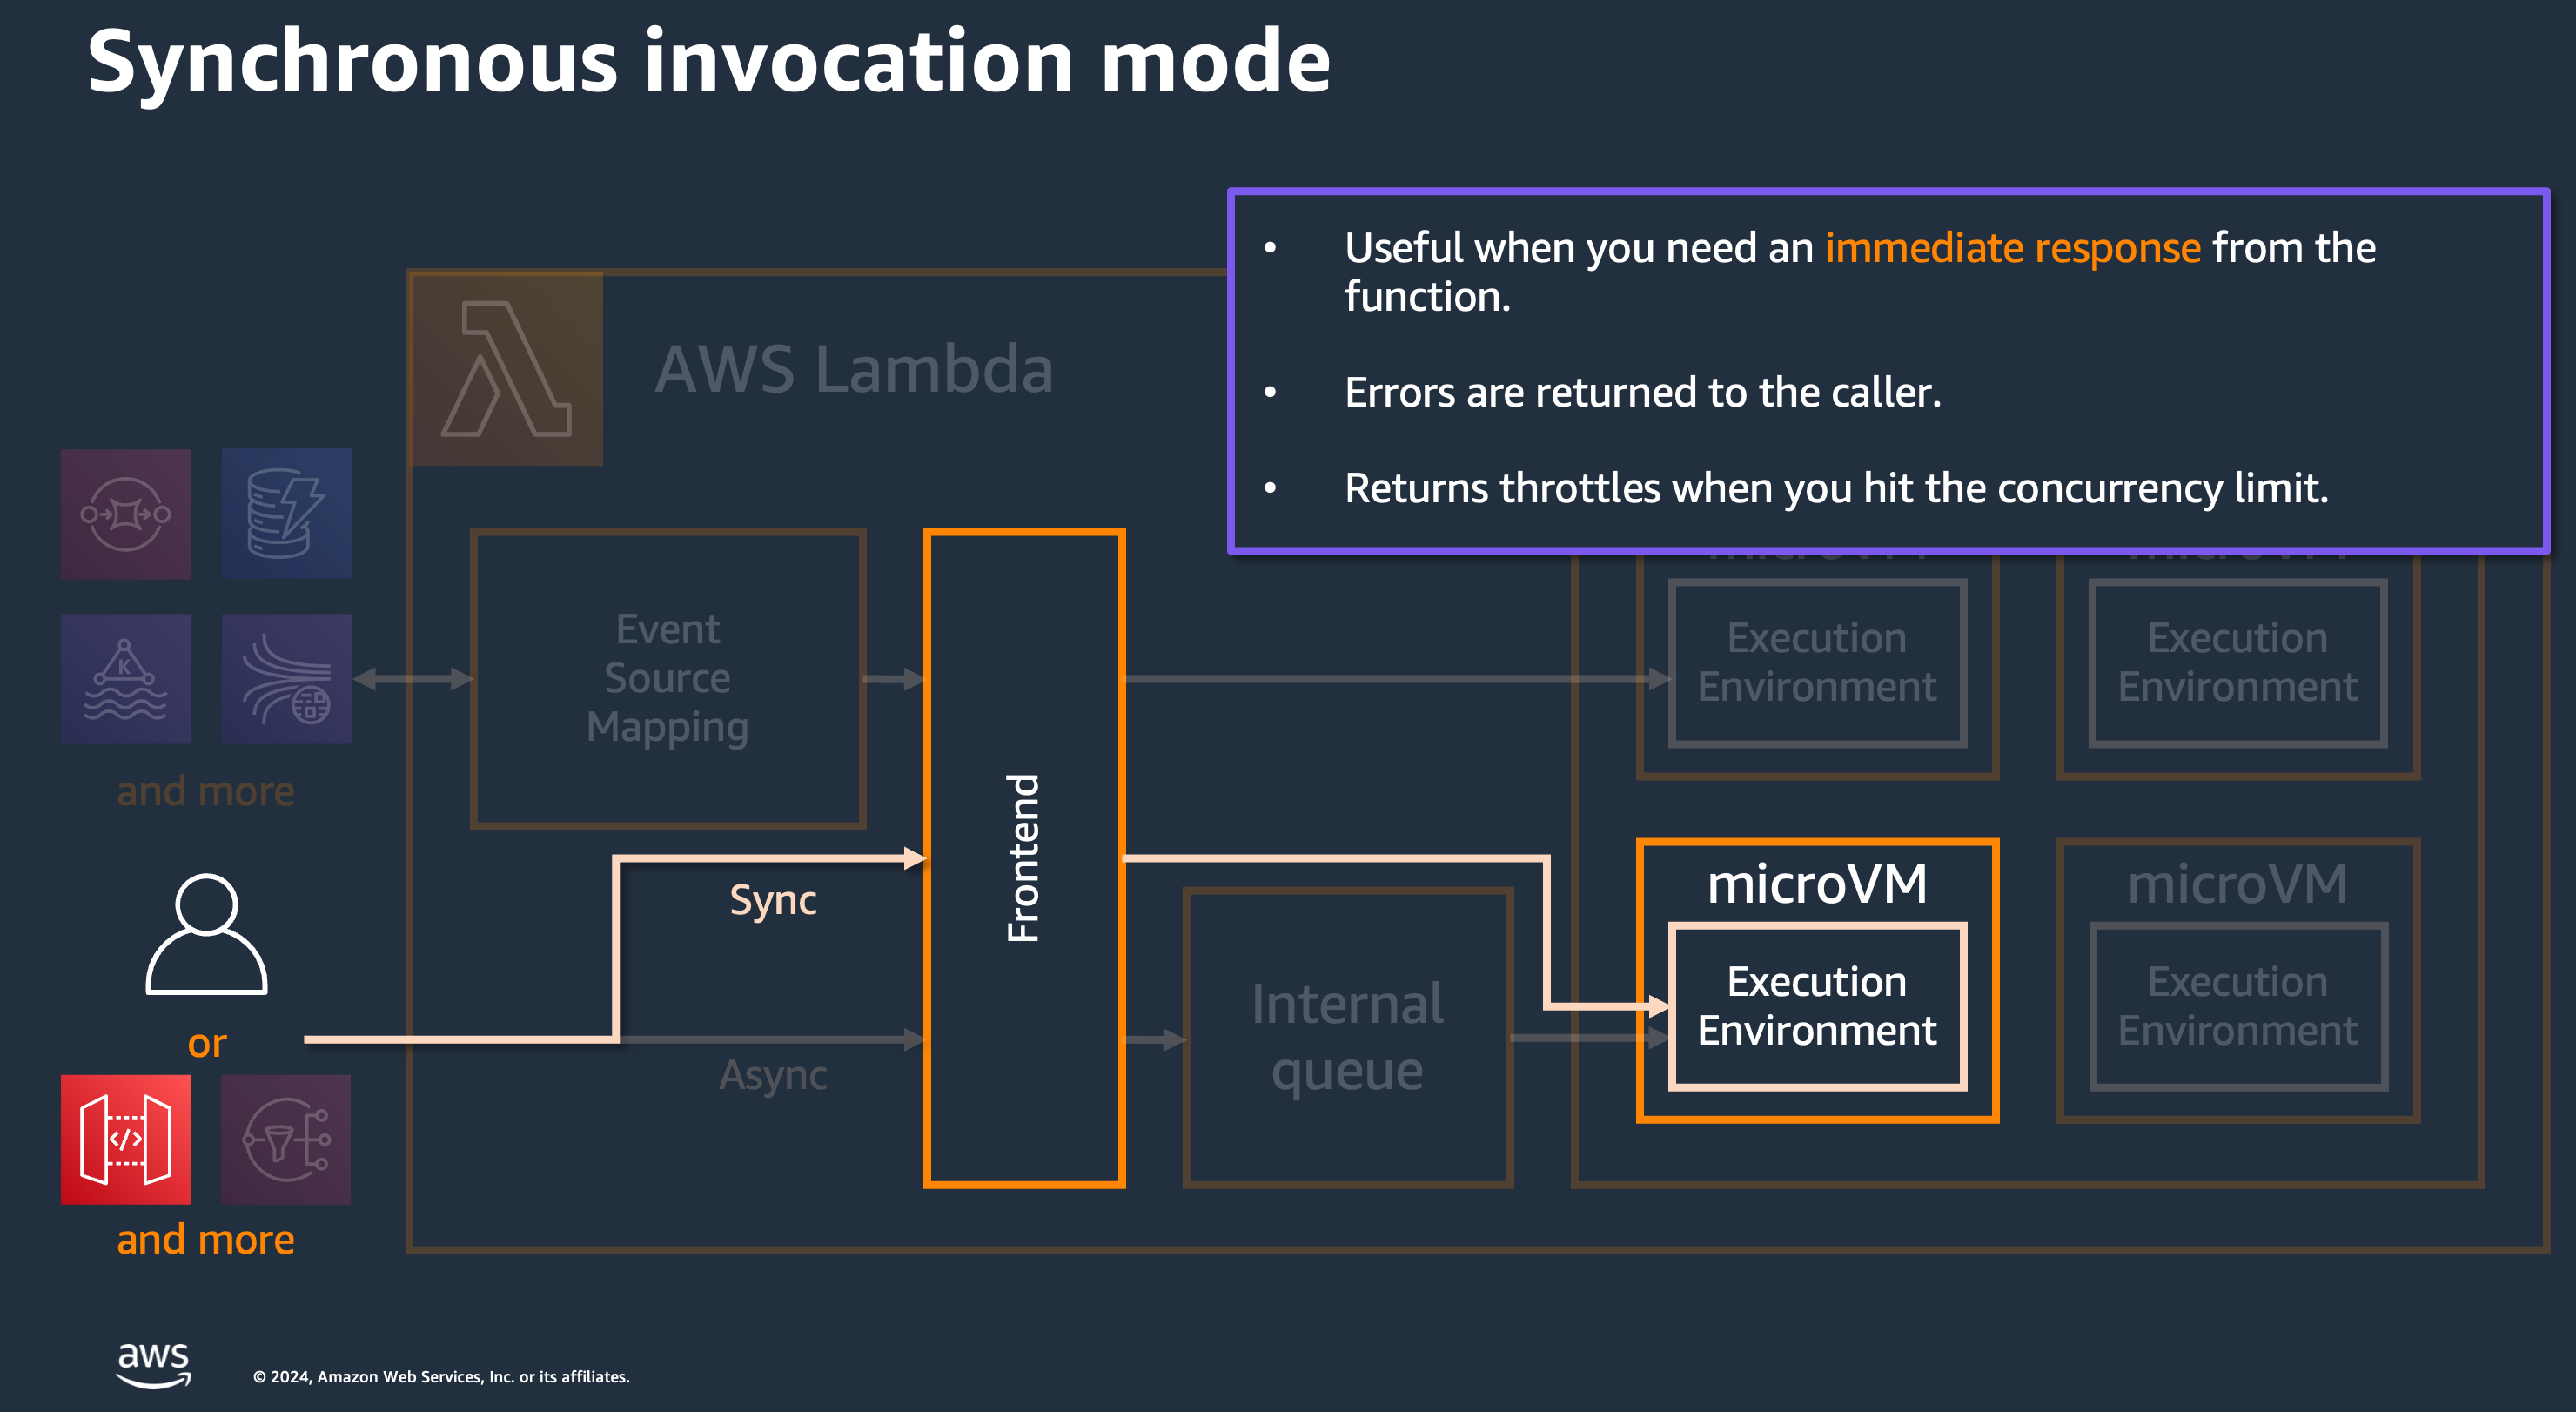 Synchronous invocation mode
• Useful when you need an immediate response from the
function.
• Errors are returned to the caller.
• Returns throttles when you hit the concurrency limit.
AWS Lambda
Event
Source
Mapping
K
and more
Frontend
Sync
Async
or
</>
and more
Internal
queue
microVM
Execution
Environment
microVM
Execution
Environment
microVM
Execution
Environment
microVM
Execution
Environment
aws
© 2024, Amazon Web Services, Inc. or its affiliates.